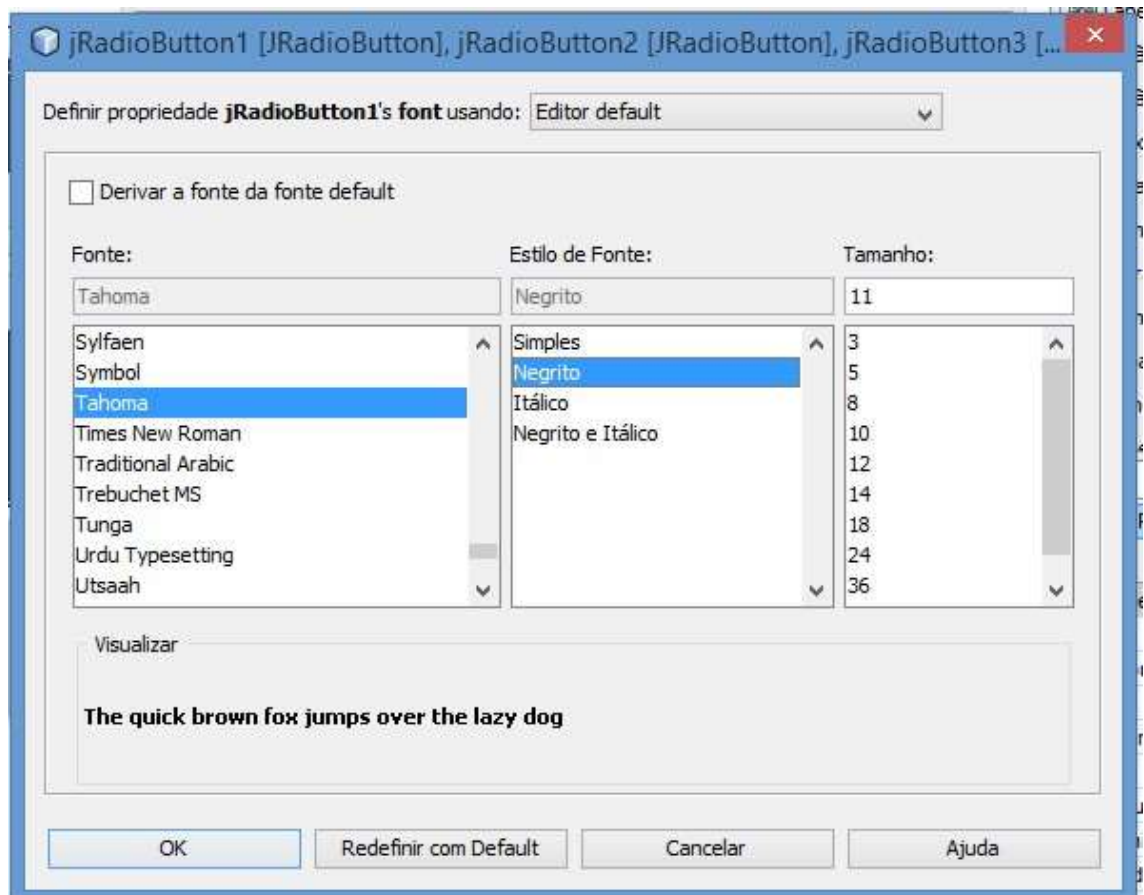 jRadioButton1 [JRadioButton], jRadioButton2 [JRadioButton], jRadioButton3 [...
Definir propriedade jRadioButton1's font usando: Editor default
Derivar a fonte da fonte default
Fonte: Estilo de Fonte: Tamanho:
Tahoma Negrito 11
Sylfaen Simples 3
Symbol Negrito 5
Tahoma Itálico 8
Times New Roman Negrito e Itálico 10
Traditional Arabic 12
Trebuchet MS 14
Tunga 18
Urdu Typesetting 24
Utsaah 36
Visualizar
The quick brown fox jumps over the lazy dog
OK Redefinir com Default Cancelar Ajuda